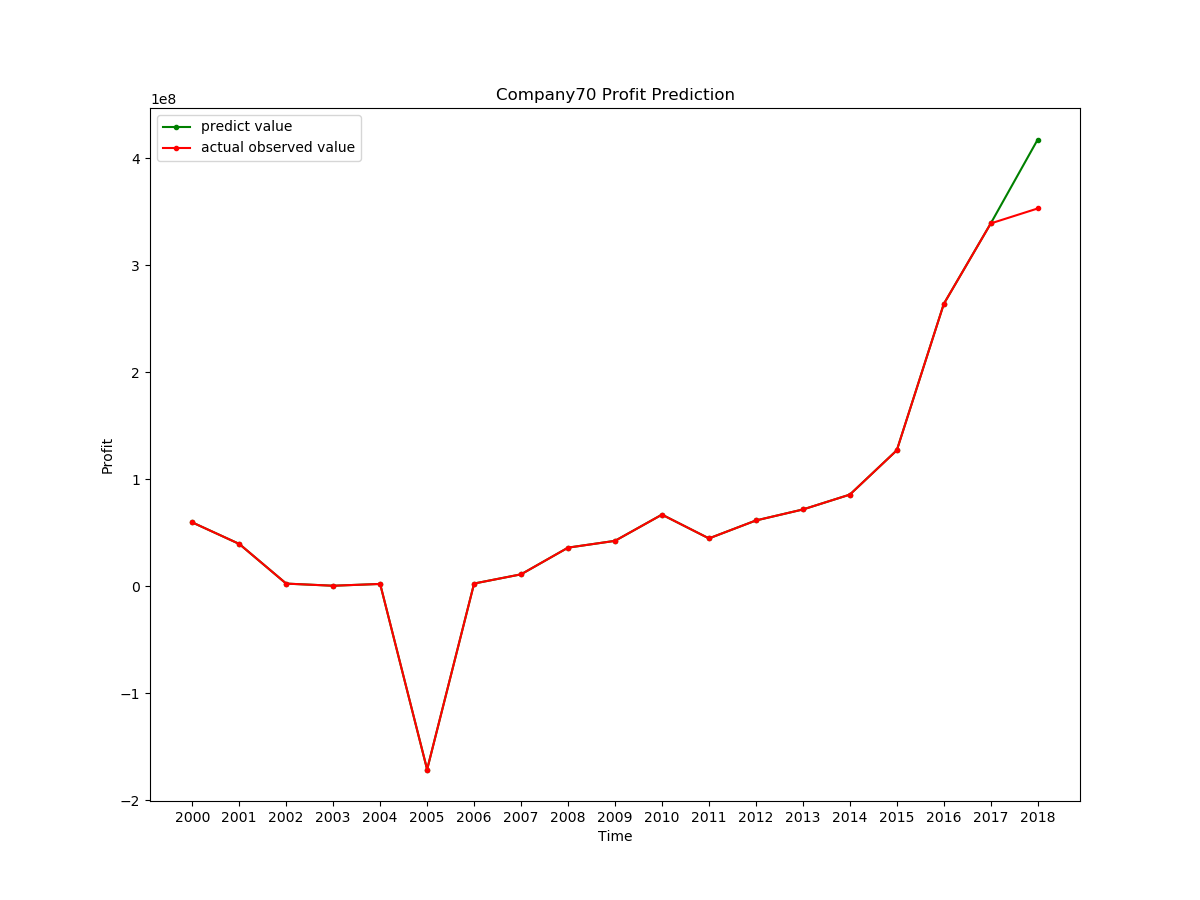 Company70 Profit Prediction
1e8
predict value
actual observed value
4
3
2
1
0
−1
−2
Profit
2000 2001 2002 2003 2004 2005 2006 2007 2008 2009 2010 2011 2012 2013 2014 2015 2016 2017 2018
Time